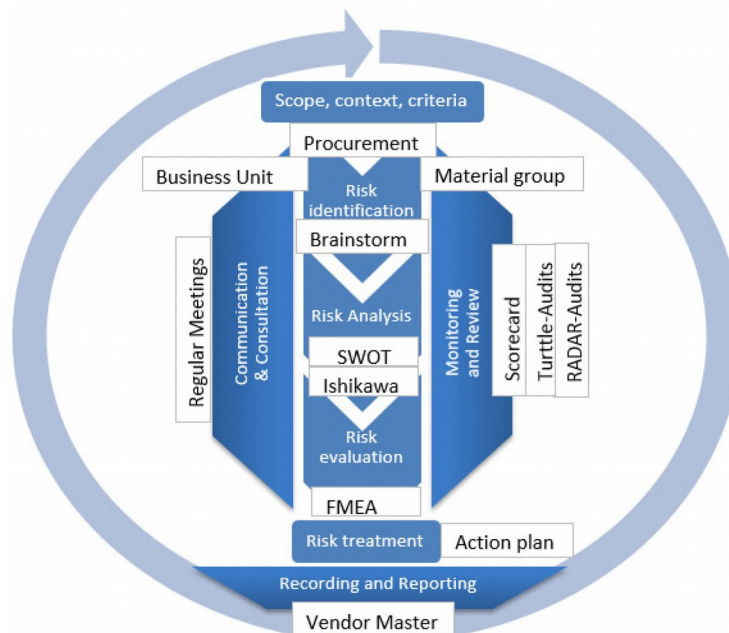 Scope, context, criteria
Procurement
Business Unit
Material group
Risk
identification
Brainstorm
Regular Meetings
Communication
& Consultation
Risk Analysis
Monitoring
and Review
Scorecard
Turttle-Audits
RADAR-Audits
SWOT
Ishikawa
Risk
evaluation
FMEA
Risk treatment
Action plan
Recording and Reporting
Vendor Master